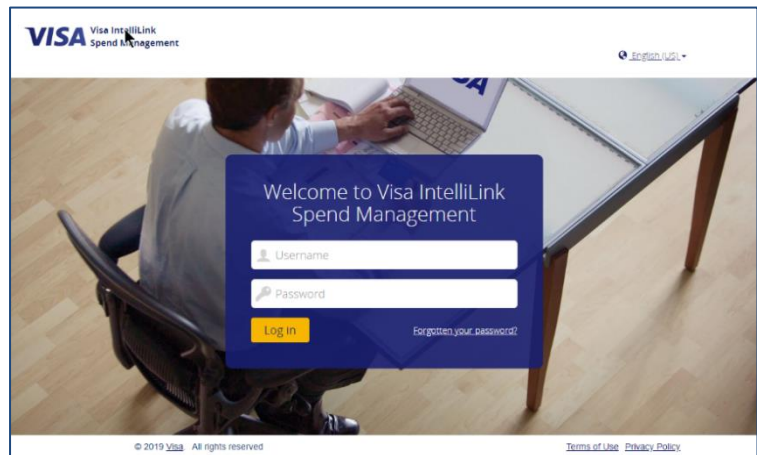 VISA Visa IntelliLink
Spend Management
English (US)
VISA
Welcome to Visa IntelliLink
Spend Management
Username
Password
Log in
Forgotten your password?
© 2019 Visa. All rights reserved
Terms of Use Privacy Policy